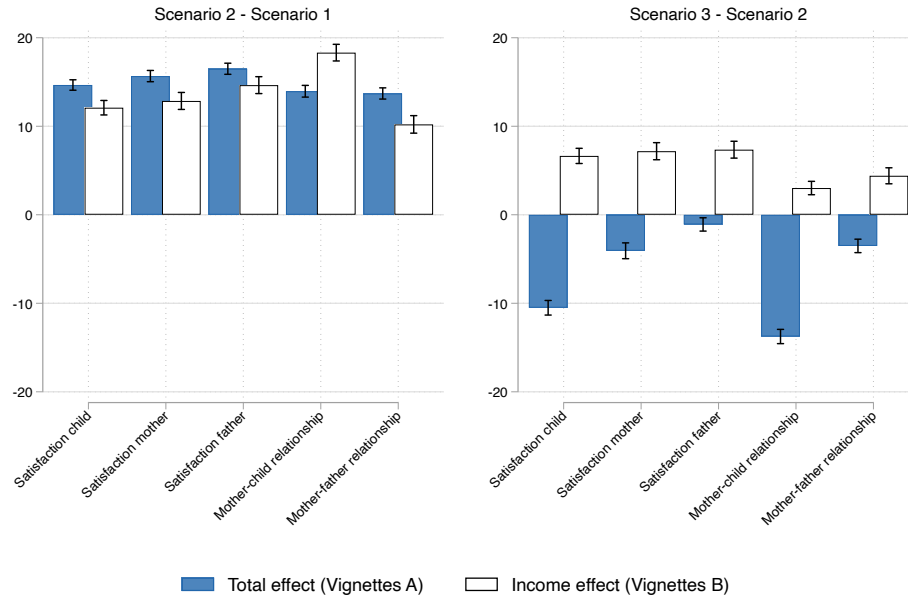 Scenario 2 - Scenario 1
Scenario 3 - Scenario 2
20
10
0
-10
-20
Satisfaction child
Satisfaction mother
Satisfaction father
Mother-child relationship
Mother-father relationship
20
10
0
-10
-20
Satisfaction child
Satisfaction mother
Satisfaction father
Mother-child relationship
Mother-father relationship
Total effect (Vignettes A)
Income effect (Vignettes B)